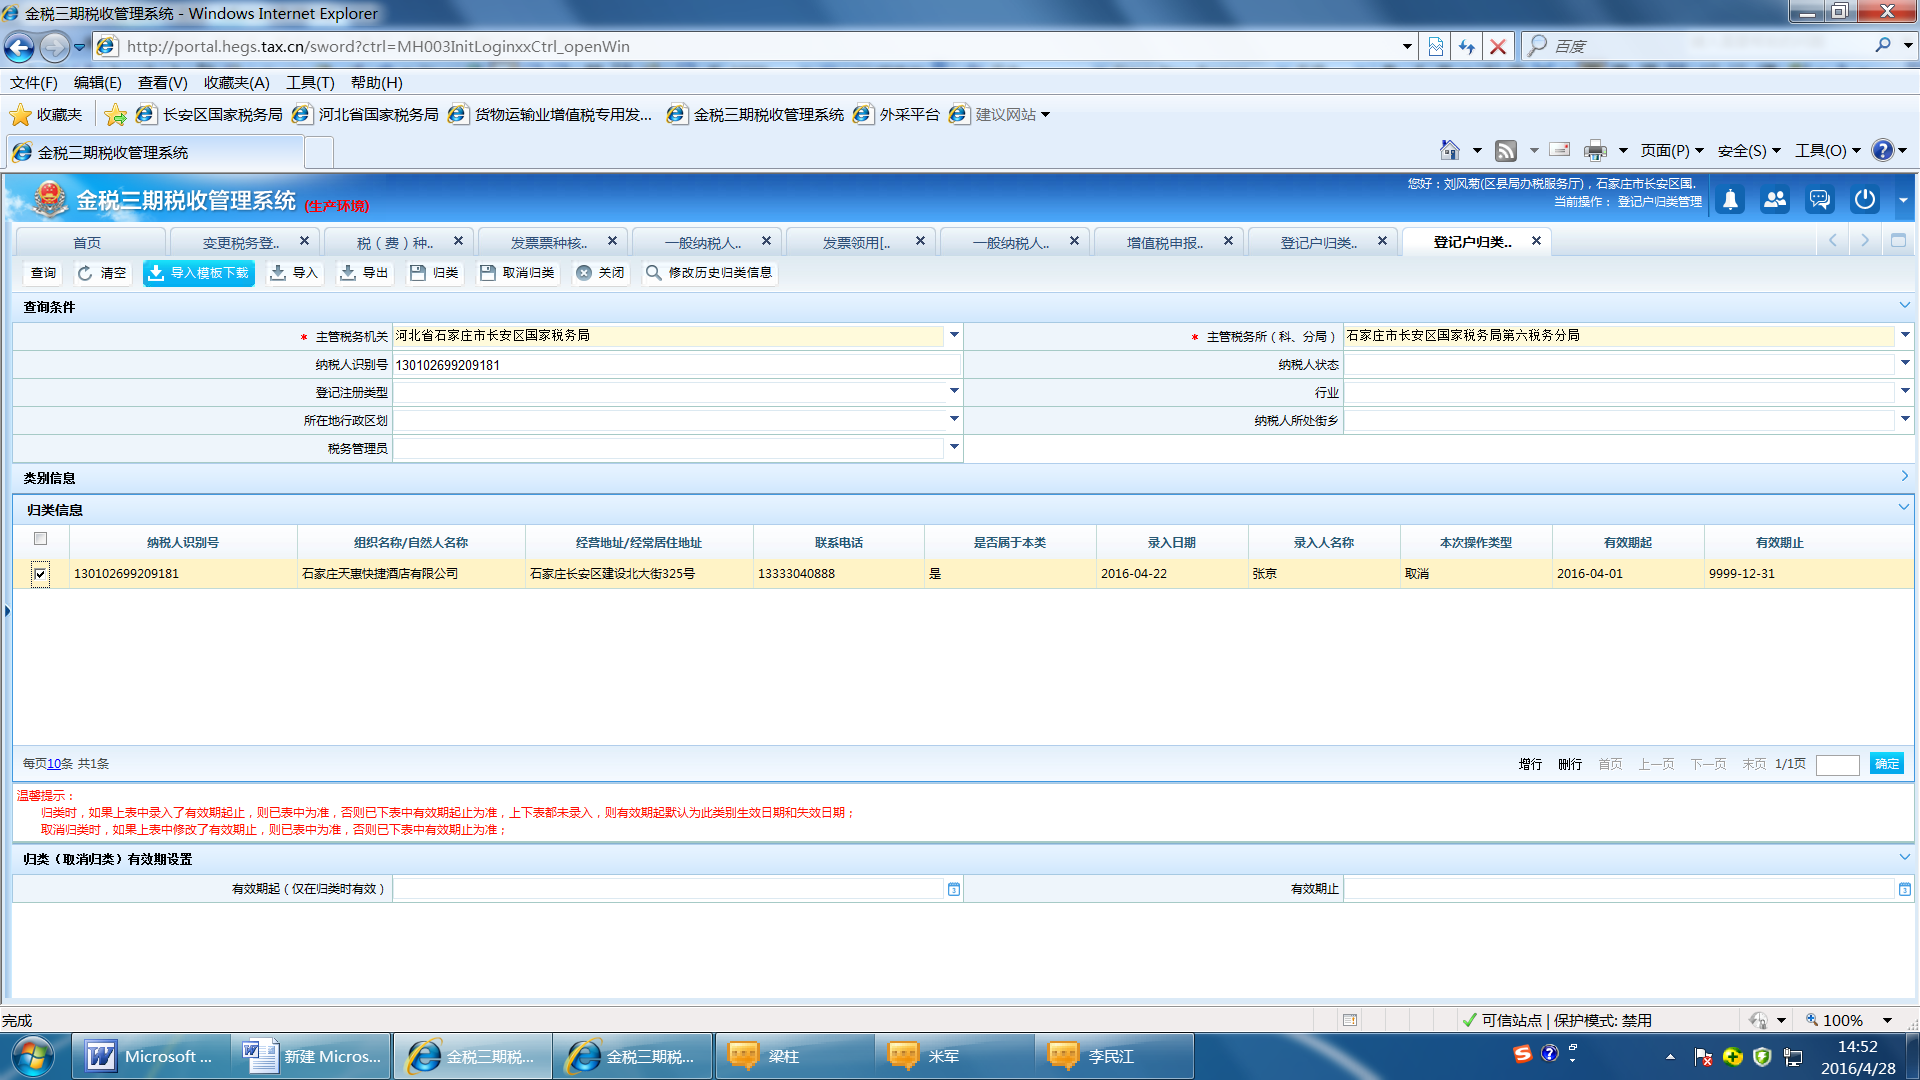 金税三期税收管理系统 - Windows Internet Explorer
http://portal.hegs.tax.cn/sword?ctrl=MH003InitLoginxxCtrl_openWin
百度
文件(F) 编辑(E) 查看(V) 收藏夹(A) 工具(T) 帮助(H)
收藏夹 长安区国家税务局 河北省国家税务局 货物运输业增值税专用发... 金税三期税收管理系统 外采平台 建议网站
金税三期税收管理系统
页面(P) 安全(S) 工具(O)
金税三期税收管理系统 (生产环境)
您好：刘风菊(区县局办税服务厅)，石家庄市长安区国.
当前操作： 登记户归类管理
首页 变更税务登.. 税（费）种.. 发票票种核.. 一般纳税人.. 发票领用[.. 一般纳税人.. 增值税申报.. 登记户归类.. 登记户归类..
查询 清空 导入模板下载 导入 导出 归类 取消归类 关闭 修改历史归类信息
查询条件
* 主管税务机关 河北省石家庄市长安区国家税务局 * 主管税务所（科、分局） 石家庄市长安区国家税务局第六税务分局
纳税人识别号 130102699209181 纳税人状态
登记注册类型 行业
所在地行政区划 纳税人所处街乡
税务管理员
类别信息
归类信息
纳税人识别号 组织名称/自然人名称 经营地址/经常居住地址 联系电话 是否属于本类 录入日期 录入人名称 本次操作类型 有效期起 有效期止
130102699209181 石家庄天惠快捷酒店有限公司 石家庄长安区建设北大街325号 13333040888 是 2016-04-22 张京 取消 2016-04-01 9999-12-31
每页10条 共1条 增行 删行 首页 上一页 下一页 末页 1/1页 确定
温馨提示：
归类时，如果上表中录入了有效期起止，则已表中为准，否则已下表中有效期起止为准，上下表都未录入，则有效期起默认为此类别生效日期和失效日期；
取消归类时，如果上表中修改了有效期止，则已表中为准，否则已下表中有效期止为准；
归类（取消归类）有效期设置
有效期起（仅在归类时有效） 有效期止
完成 可信站点 | 保护模式: 禁用 100%
Microsoft ... 新建 Micros... 金税三期税... 金税三期税... 梁柱 米军 李民江
14:52
2016/4/28